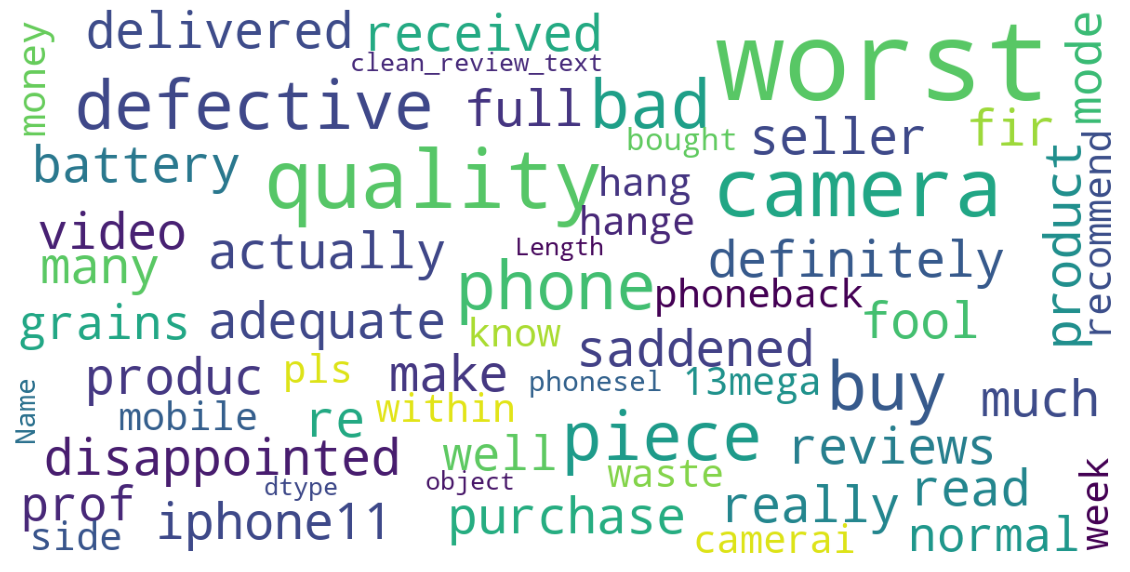 money
delivered
received
worst
mode
clean_review_text
defective
full
bad
bought
seller
fir
battery
quality
hang
camera
product
recommend
video
many
actually
hange
Length
definitely
phone
phoneback
grains
adequate
know
saddened
fool
produc
pls
make
phonesel
13mega
buy
much
Name
mobile
re
within
piece
reviews
disappointed
well
waste
week
prof
dtype
object
side
iphone11
purchase
really
read
camerai
normal